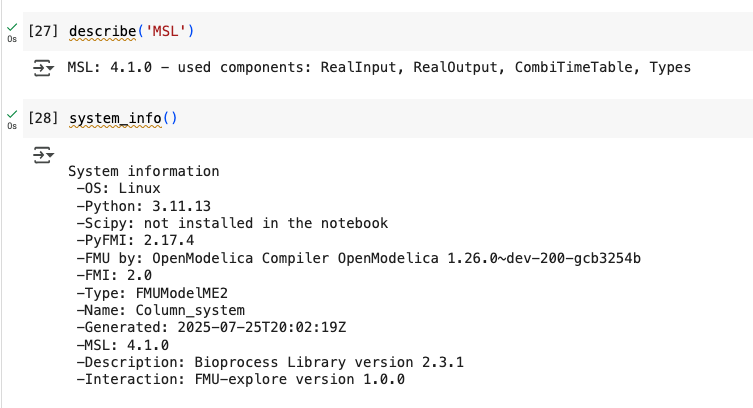 [27] describe('MSL')
0s
MSL: 4.1.0 - used components: RealInput, RealOutput, CombiTimeTable, Types
[28] system_info()
0s
System information
-OS: Linux
-Python: 3.11.13
-Scipy: not installed in the notebook
-PyFMI: 2.17.4
-FMU by: OpenModelica Compiler OpenModelica 1.26.0~dev-200-gcb3254b
-FMI: 2.0
-Type: FMUModelME2
-Name: Column_system
-Generated: 2025-07-25T20:02:19Z
-MSL: 4.1.0
-Description: Bioprocess Library version 2.3.1
-Interaction: FMU-explore version 1.0.0